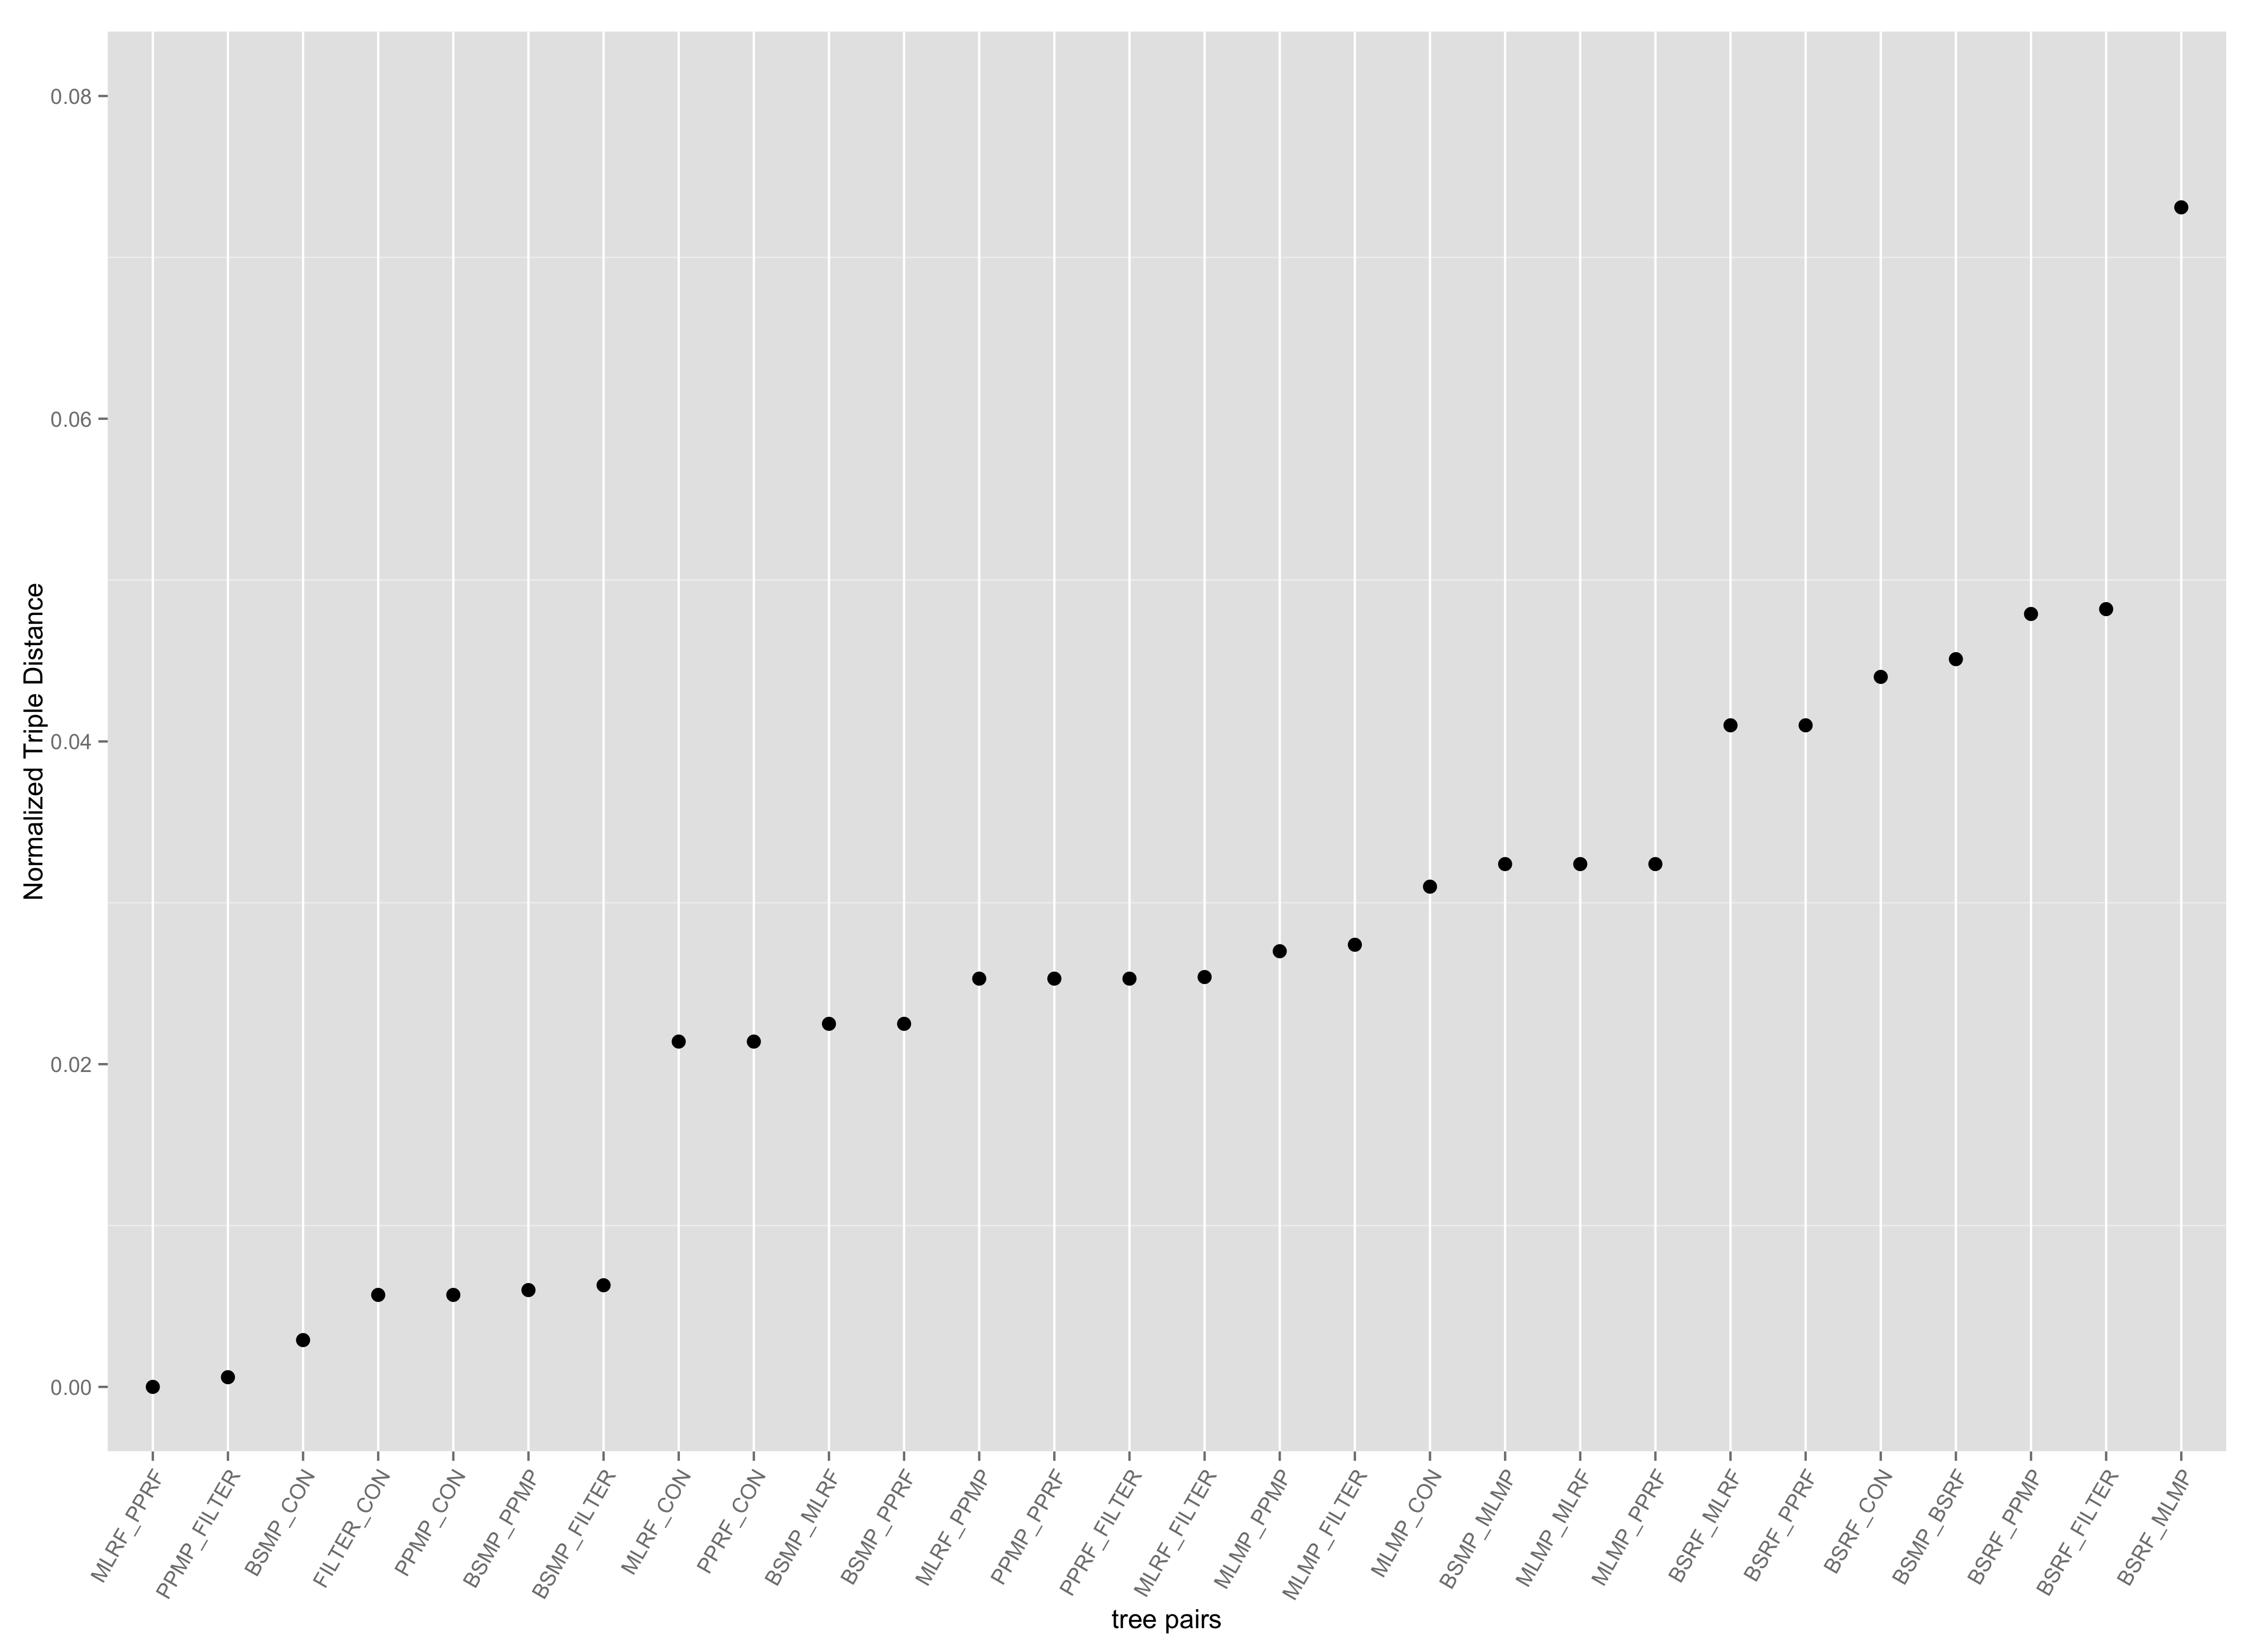 0.08
0.06
0.04
0.02
0.00
Normalized Triple Distance
MLRF_PPRF
PPMP_FILTER
BSMP_CON
FILTER_CON
PPMP_CON
BSMP_PPMP
BSMP_FILTER
MLRF_CON
PPRF_CON
BSMP_MLRF
BSMP_PPRF
MLRF_PPMP
PPMP_PPRF
PPRF_FILTER
MLRF_FILTER
MLMP_PPMP
MLMP_FILTER
MLMP_CON
BSMP_MLMP
MLMP_MLRF
MLMP_PPRF
BSRF_MLRF
BSRF_PPRF
BSRF_CON
BSMP_BSRF
BSRF_PPMP
BSRF_FILTER
BSRF_MLMP
tree pairs